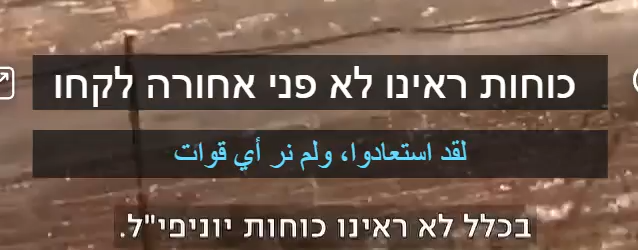 כוחות ראינו לא פני אחורה לקחו
لقد استعادوا، ولم نر أي قوات
בכלל לא ראינו כוחות יוניפי"ל.